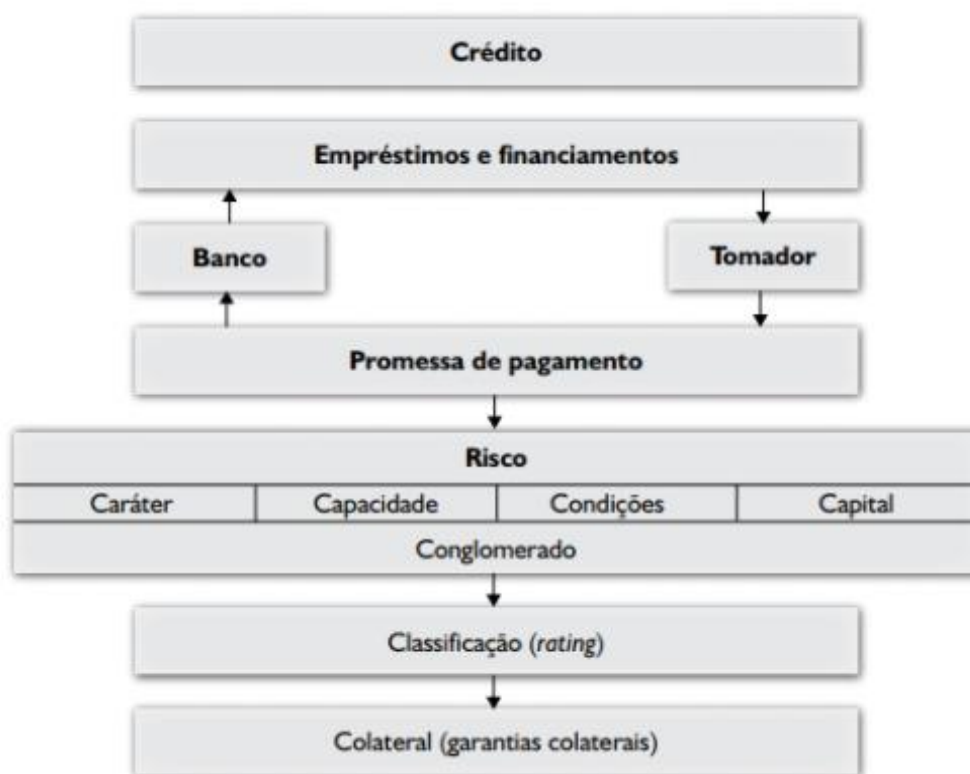 Crédito
Empréstimos e financiamentos
Banco
Tomador
Promessa de pagamento
Risco
Caráter
Capacidade
Condições
Capital
Conglomerado
Classificação (rating)
Colateral (garantias colaterais)